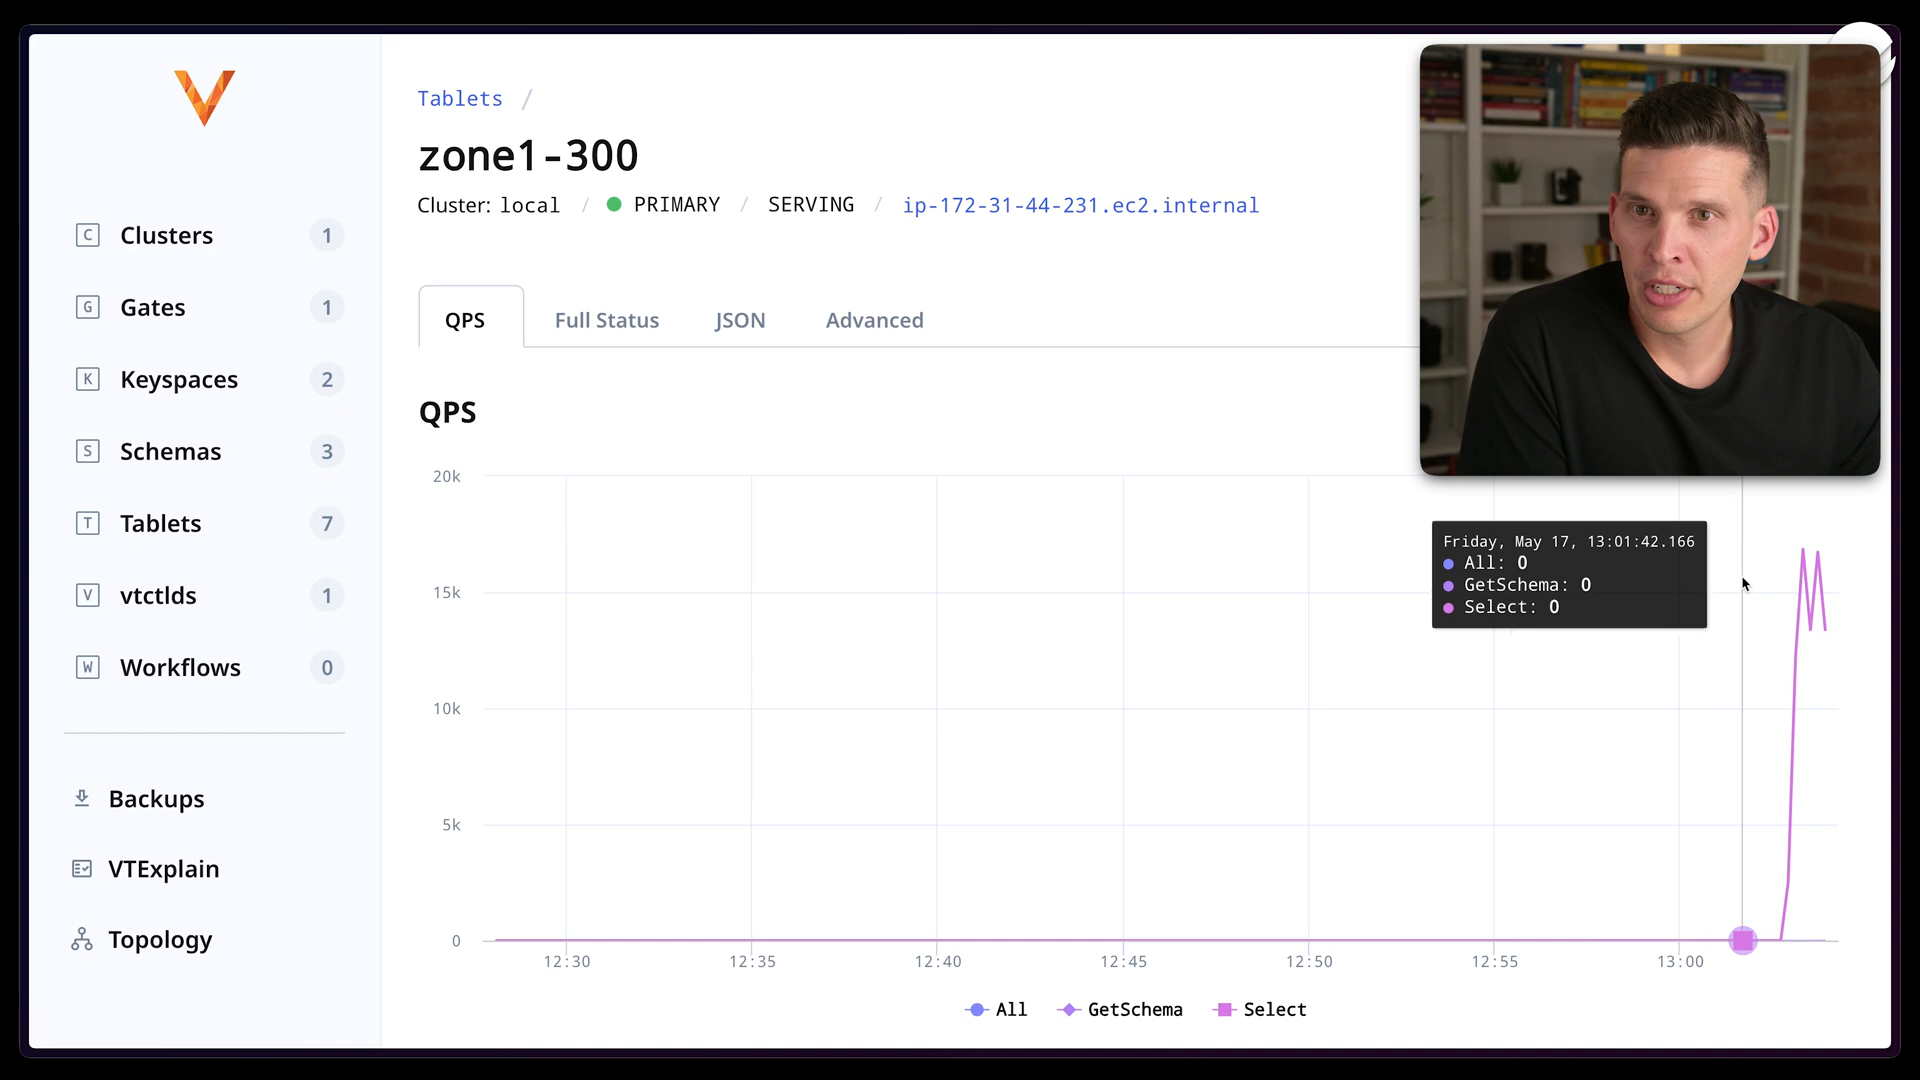 C Clusters 1
G Gates 1
K Keyspaces 2
S Schemas 3
T Tablets 7
V vtctlds 1
W Workflows 0
Backups
VTExplain
Topology
Tablets /
zone1-300
Cluster: local / PRIMARY / SERVING / ip-172-31-44-231.ec2.internal
QPS Full Status JSON Advanced
QPS
20k
15k
10k
5k
0
12:30 12:35 12:40 12:45 12:50 12:55 13:00
Friday, May 17, 13:01:42.166
All: 0
GetSchema: 0
Select: 0
All GetSchema Select